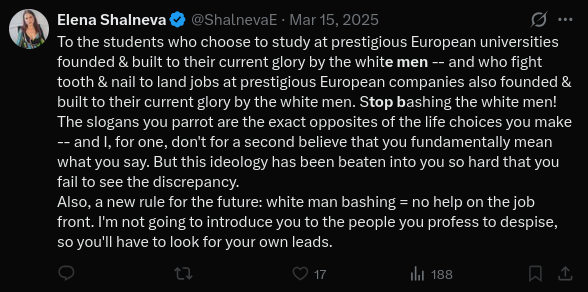 Elena Shalneva @ShalnevaE · Mar 15, 2025
To the students who choose to study at prestigious European universities
founded & built to their current glory by the white men -- and who fight
tooth & nail to land jobs at prestigious European companies also founded &
built to their current glory by the white men. Stop bashing the white men!
The slogans you parrot are the exact opposites of the life choices you make
-- and I, for one, don't for a second believe that you fundamentally mean
what you say. But this ideology has been beaten into you so hard that you
fail to see the discrepancy.
Also, a new rule for the future: white man bashing = no help on the job
front. I'm not going to introduce you to the people you profess to despise,
so you'll have to look for your own leads.
17 188